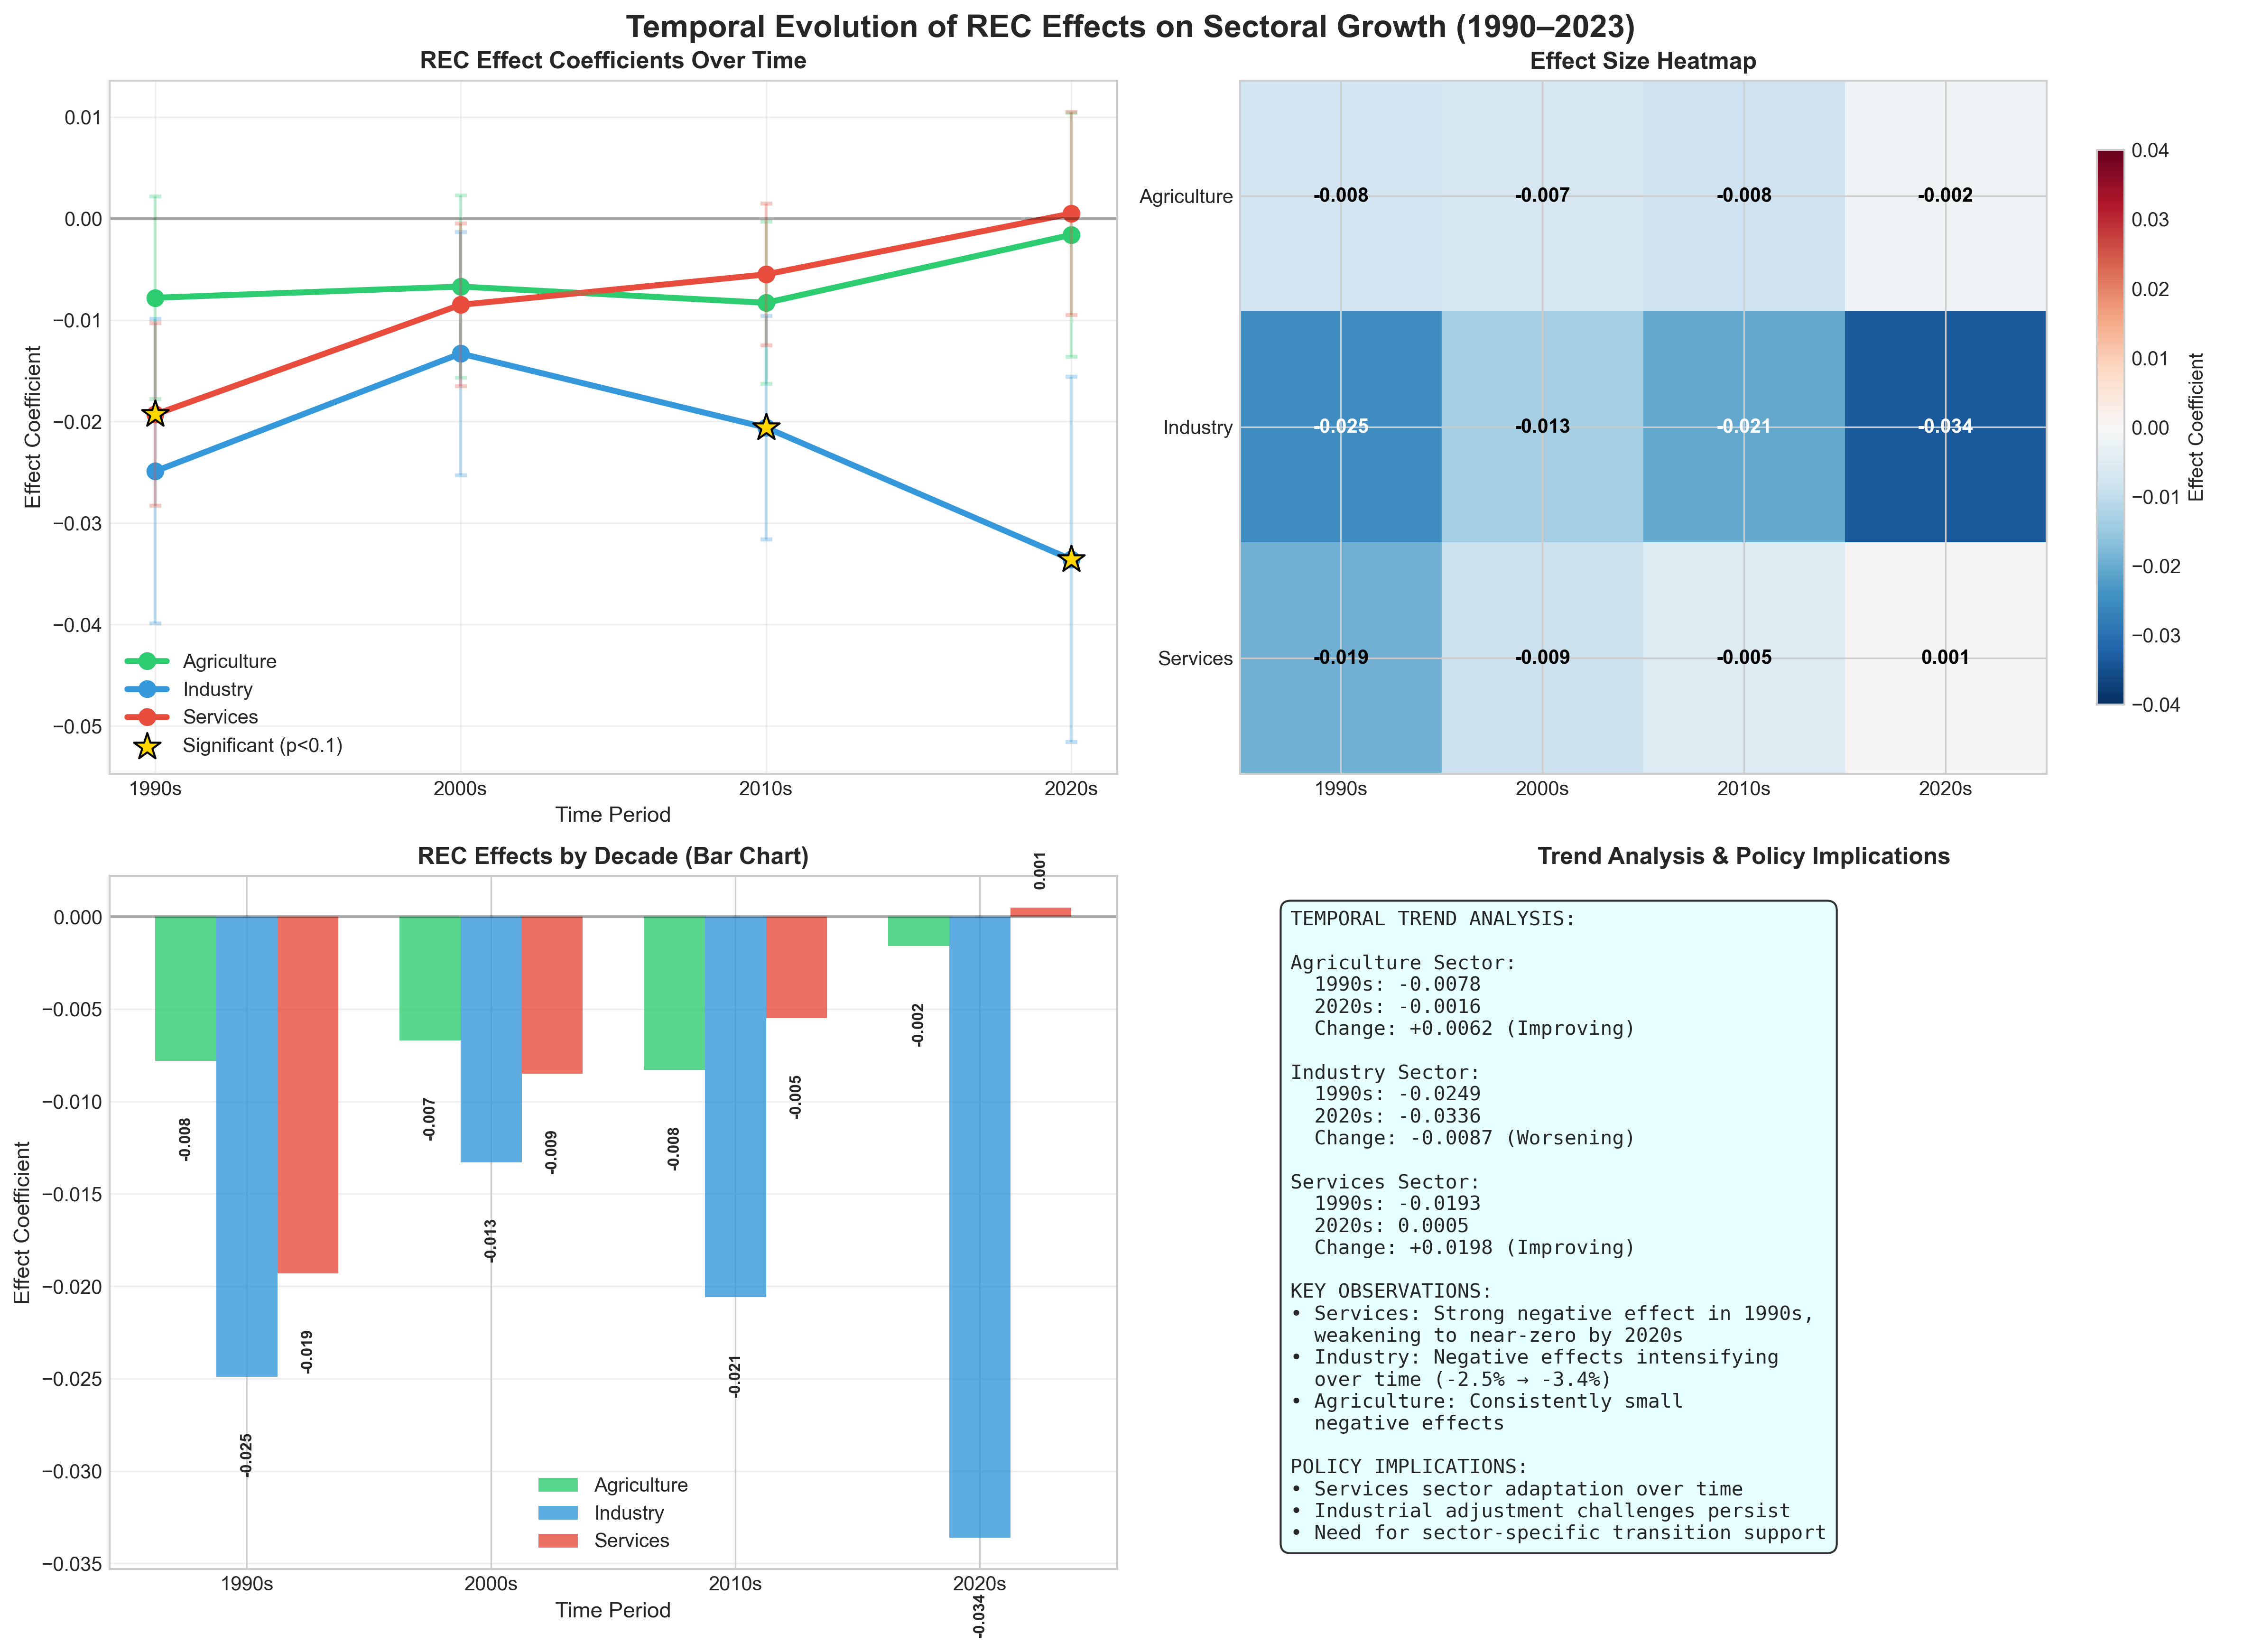 Temporal Evolution of REC Effects on Sectoral Growth (1990–2023)
REC Effect Coefficients Over Time
0.01
0.00
−0.01
−0.02
−0.03
−0.04
−0.05
Effect Coefficient
Agriculture
Industry
Services
Significant (p<0.1)
1990s
2000s
2010s
2020s
Time Period
Effect Size Heatmap
Agriculture
-0.008
-0.007
-0.008
-0.002
Industry
-0.025
-0.013
-0.021
-0.034
Services
-0.019
-0.009
-0.005
0.001
1990s
2000s
2010s
2020s
0.04
0.03
0.02
0.01
0.00
−0.01
−0.02
−0.03
−0.04
Effect Coefficient
REC Effects by Decade (Bar Chart)
0.000
−0.005
−0.010
−0.015
−0.020
−0.025
−0.030
−0.035
Effect Coefficient
-0.008
-0.025
-0.019
-0.007
-0.013
-0.009
-0.008
-0.021
-0.005
-0.002
-0.034
0.001
Agriculture
Industry
Services
1990s
2000s
2010s
2020s
Time Period
Trend Analysis & Policy Implications
TEMPORAL TREND ANALYSIS:
Agriculture Sector:
1990s: -0.0078
2020s: -0.0016
Change: +0.0062 (Improving)
Industry Sector:
1990s: -0.0249
2020s: -0.0336
Change: -0.0087 (Worsening)
Services Sector:
1990s: -0.0193
2020s: 0.0005
Change: +0.0198 (Improving)
KEY OBSERVATIONS:
• Services: Strong negative effect in 1990s,
weakening to near-zero by 2020s
• Industry: Negative effects intensifying
over time (-2.5% → -3.4%)
• Agriculture: Consistently small
negative effects
POLICY IMPLICATIONS:
• Services sector adaptation over time
• Industrial adjustment challenges persist
• Need for sector-specific transition support